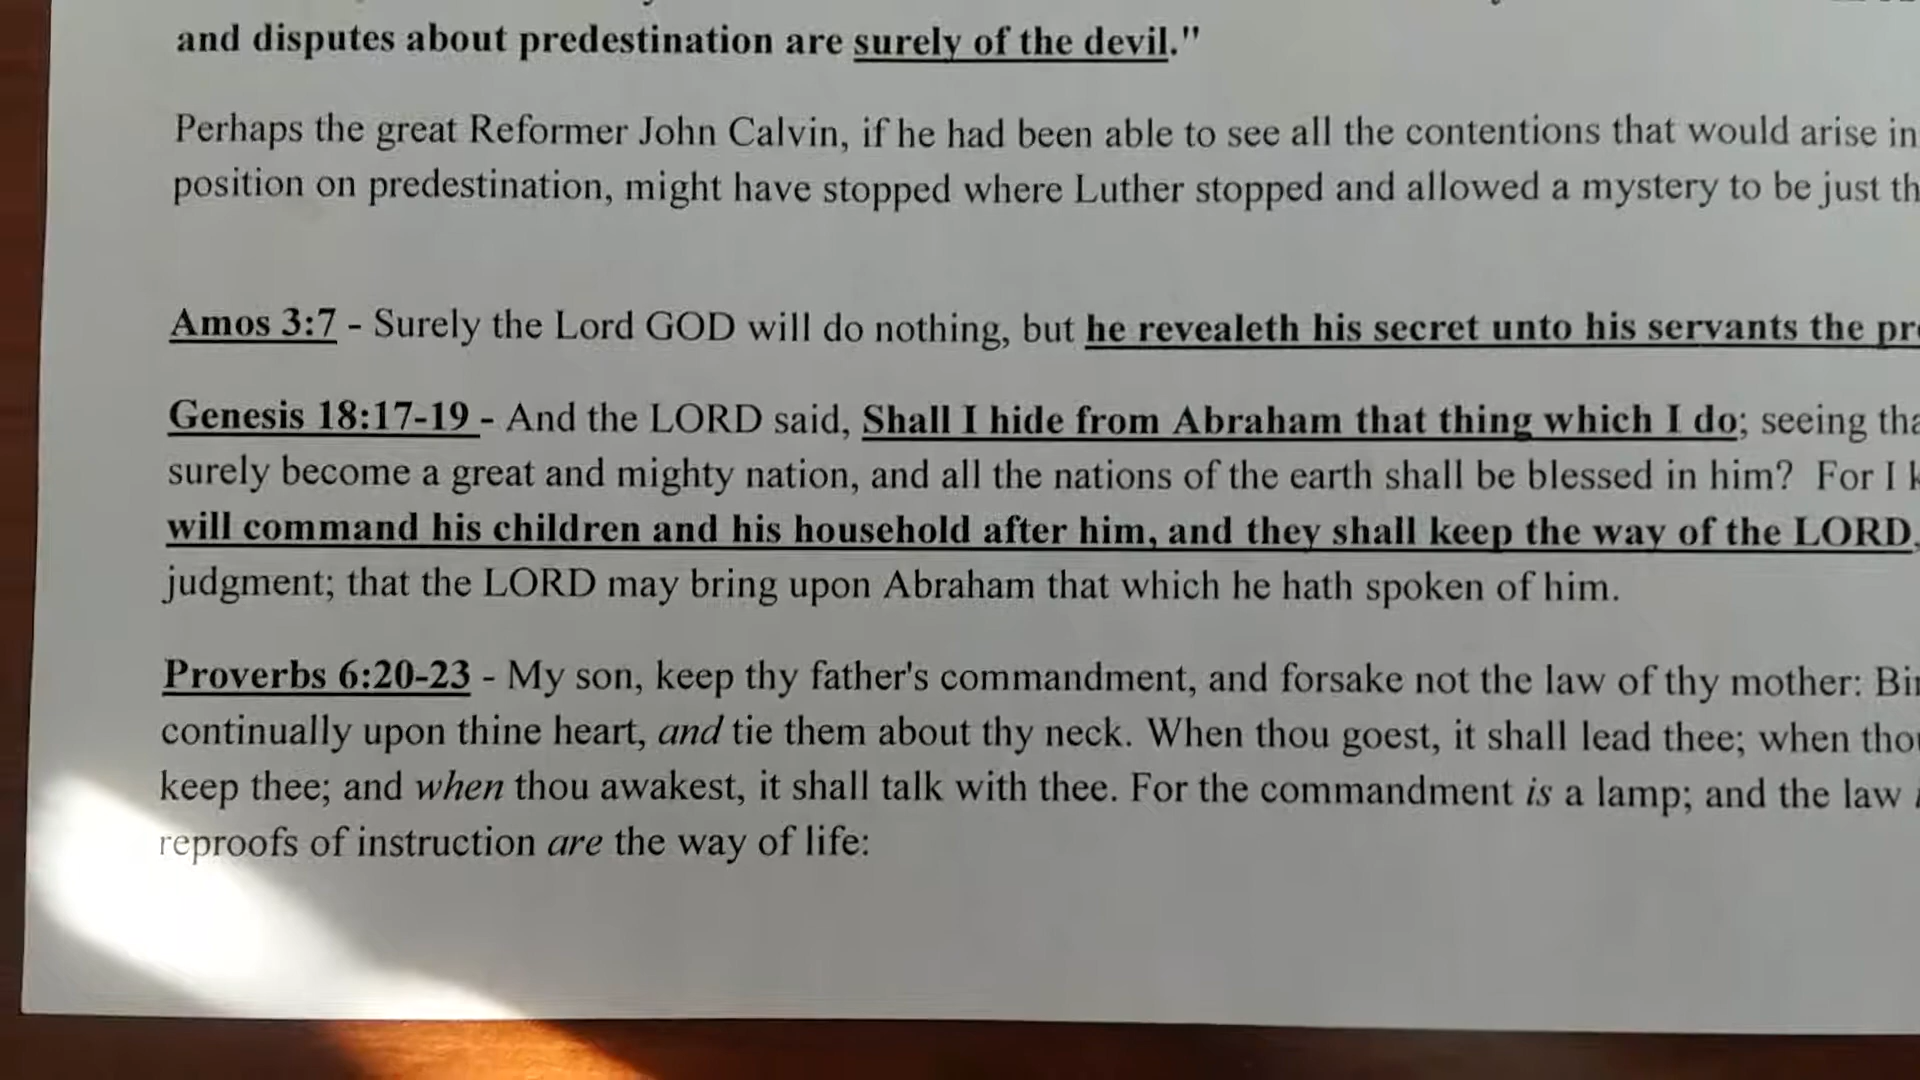 and disputes about predestination are surely of the devil."
Perhaps the great Reformer John Calvin, if he had been able to see all the contentions that would arise in
position on predestination, might have stopped where Luther stopped and allowed a mystery to be just
Amos 3:7 - Surely the Lord GOD will do nothing, but he revealeth his secret unto his servants the
Genesis 18:17-19 - And the LORD said, Shall I hide from Abraham that thing which I do; seeing
surely become a great and mighty nation, and all the nations of the earth shall be blessed in him? For I
will command his children and his household after him, and they shall keep the way of the LORD,
judgment; that the LORD may bring upon Abraham that which he hath spoken of him.
Proverbs 6:20-23 - My son, keep thy father's commandment, and forsake not the law of thy mother:
continually upon thine heart, and tie them about thy neck. When thou goest, it shall lead thee; when
keep thee; and when thou awakest, it shall talk with thee. For the commandment is a lamp; and the law
reproofs of instruction are the way of life: